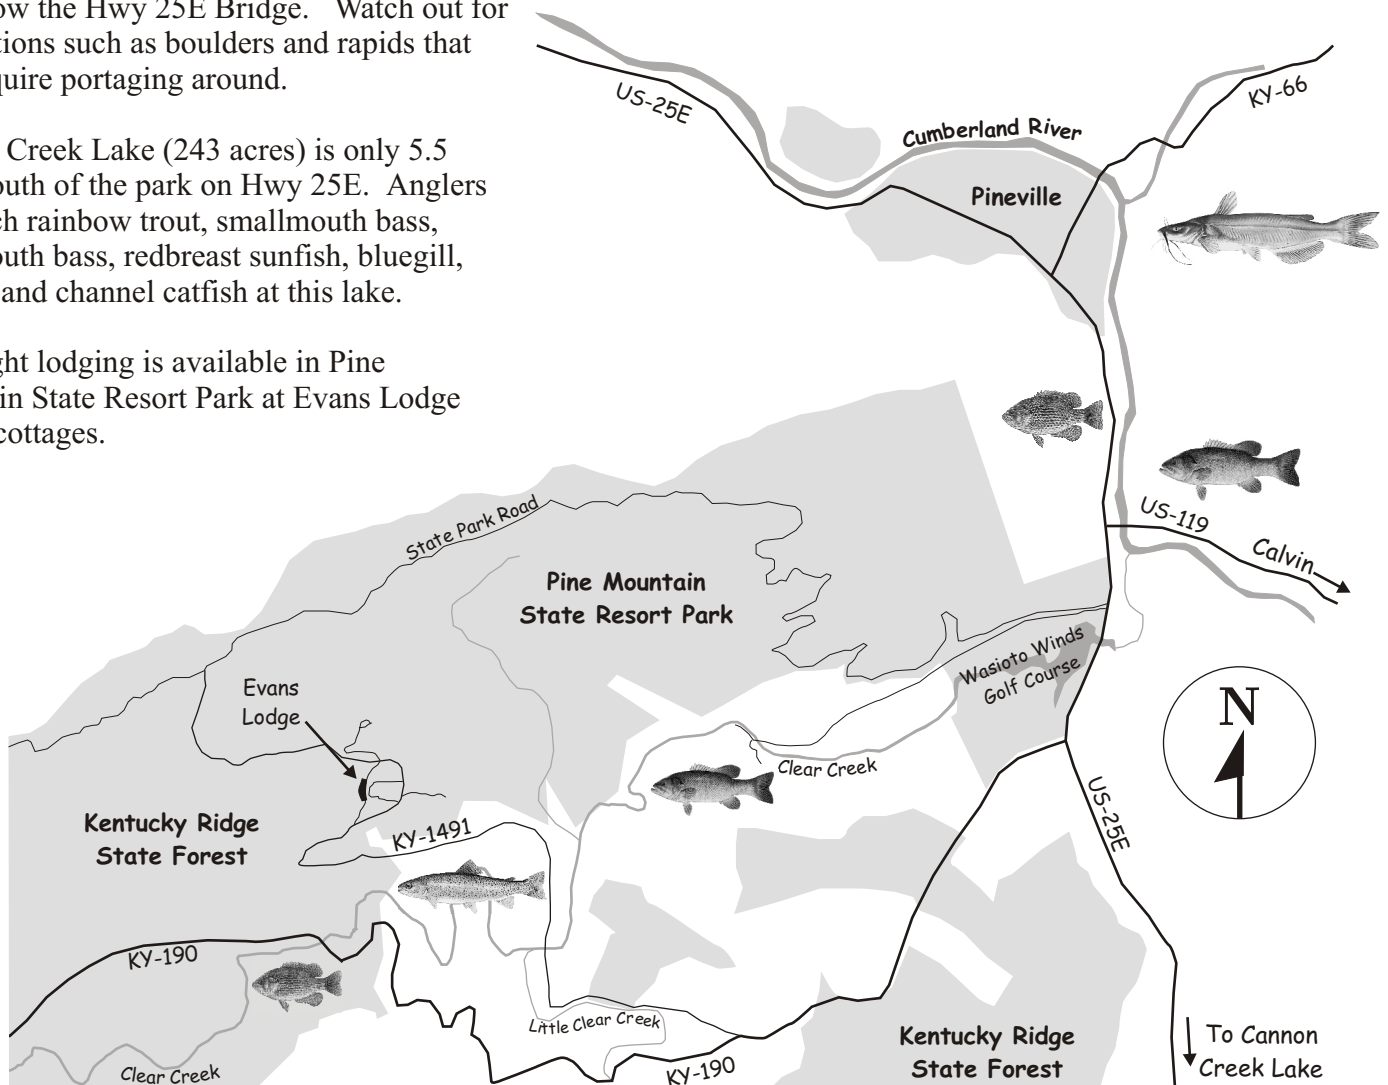 ow the Hwy 25E Bridge. Watch out for
tions such as boulders and rapids that
quire portaging around.
Creek Lake (243 acres) is only 5.5
outh of the park on Hwy 25E. Anglers
ch rainbow trout, smallmouth bass,
outh bass, redbreast sunfish, bluegill,
and channel catfish at this lake.
ght lodging is available in Pine
in State Resort Park at Evans Lodge
cottages.
US-25E
KY-66
Cumberland River
Pineville
US-119
Calvin
State Park Road
Pine Mountain
State Resort Park
Wasioto Winds
Golf Course
Evans
Lodge
N
Clear Creek
US-25E
Kentucky Ridge
State Forest
KY-1491
KY-190
Little Clear Creek
Kentucky Ridge
State Forest
To Cannon
Creek Lake
Clear Creek
KY-190